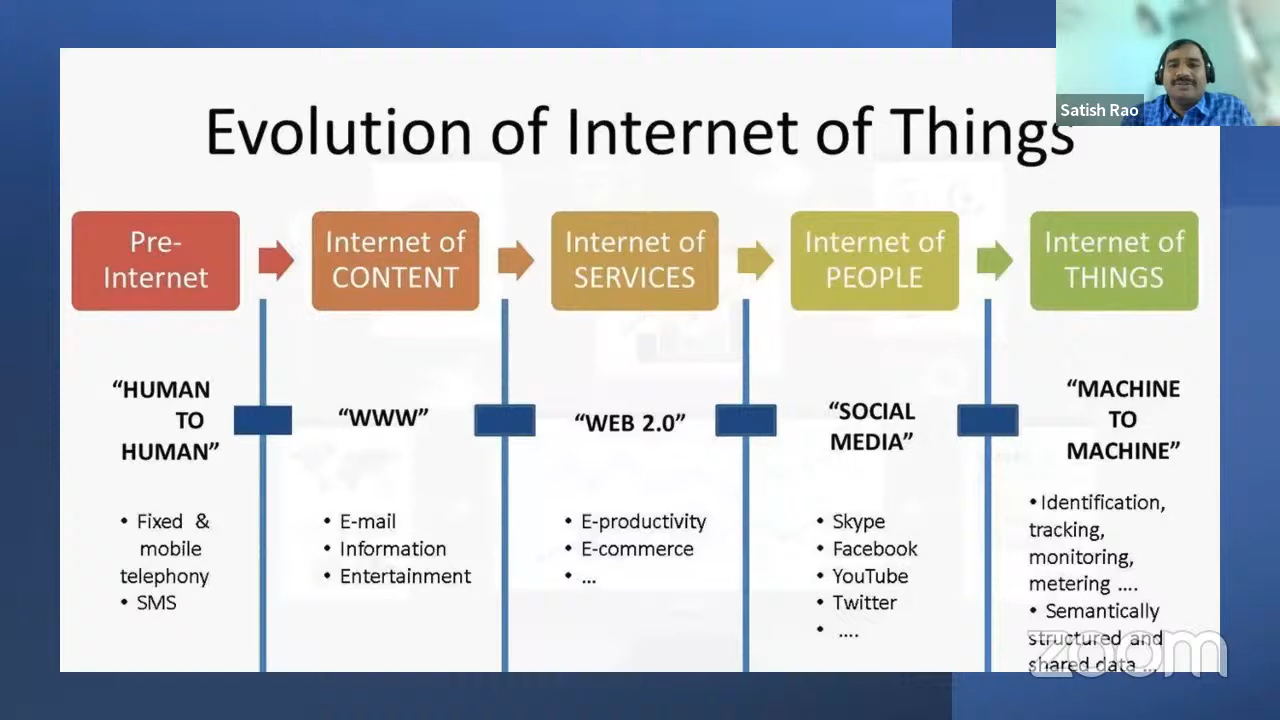 Satish Rao
Evolution of Internet of Things
Pre-
Internet
Internet of
CONTENT
Internet of
SERVICES
Internet of
PEOPLE
Internet of
THINGS
“HUMAN
TO
HUMAN”
“WWW”
“WEB 2.0”
“SOCIAL
MEDIA”
“MACHINE
TO
MACHINE”
• Fixed &
mobile
telephony
• SMS
• E-mail
• Information
• Entertainment
• E-productivity
• E-commerce
• ...
• Skype
• Facebook
• YouTube
• Twitter
• ....
• Identification,
tracking,
monitoring,
metering ....
• Semantically
structured and
shared data ...
zoom